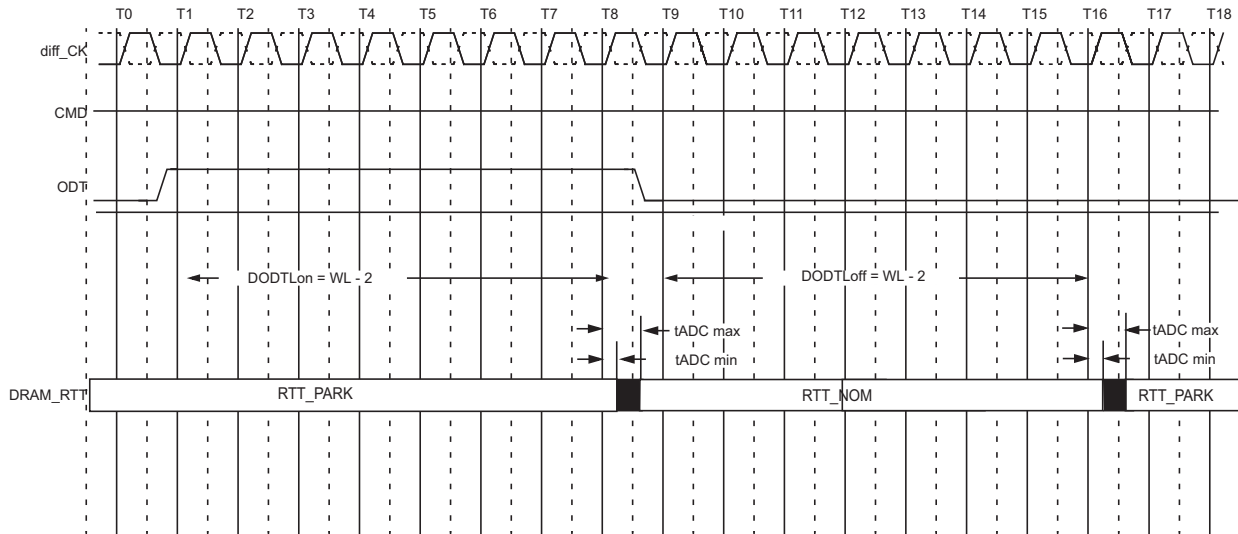 T0 T1 T2 T3 T4 T5 T6 T7 T8 T9 T10 T11 T12 T13 T14 T15 T16 T17 T18
diff_CK
CMD
ODT
DODTLon = WL - 2 DODTLoff = WL - 2
tADC max tADC max
tADC min tADC min
DRAM_RTT RTT_PARK RTT_NOM RTT_PARK